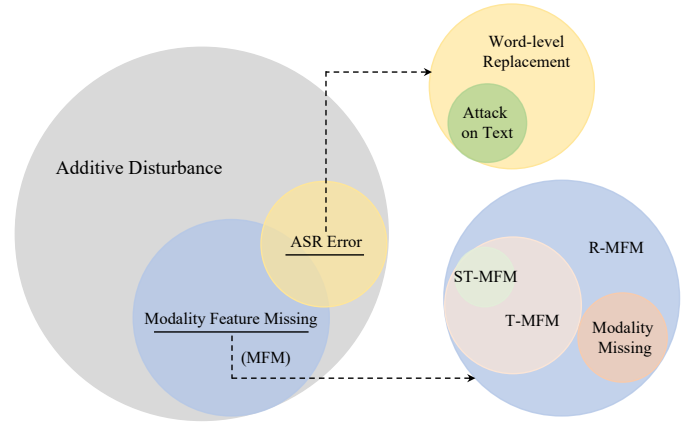 Additive Disturbance
ASR Error
Modality Feature Missing
(MFM)
Word-level
Replacement
Attack
on Text
R-MFM
ST-MFM
T-MFM
Modality
Missing